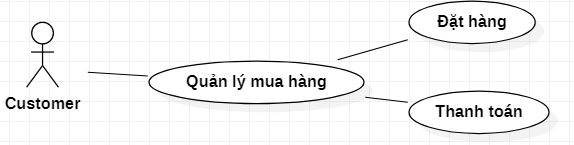 Đặt hàng
Quản lý mua hàng
Customer
Thanh toán